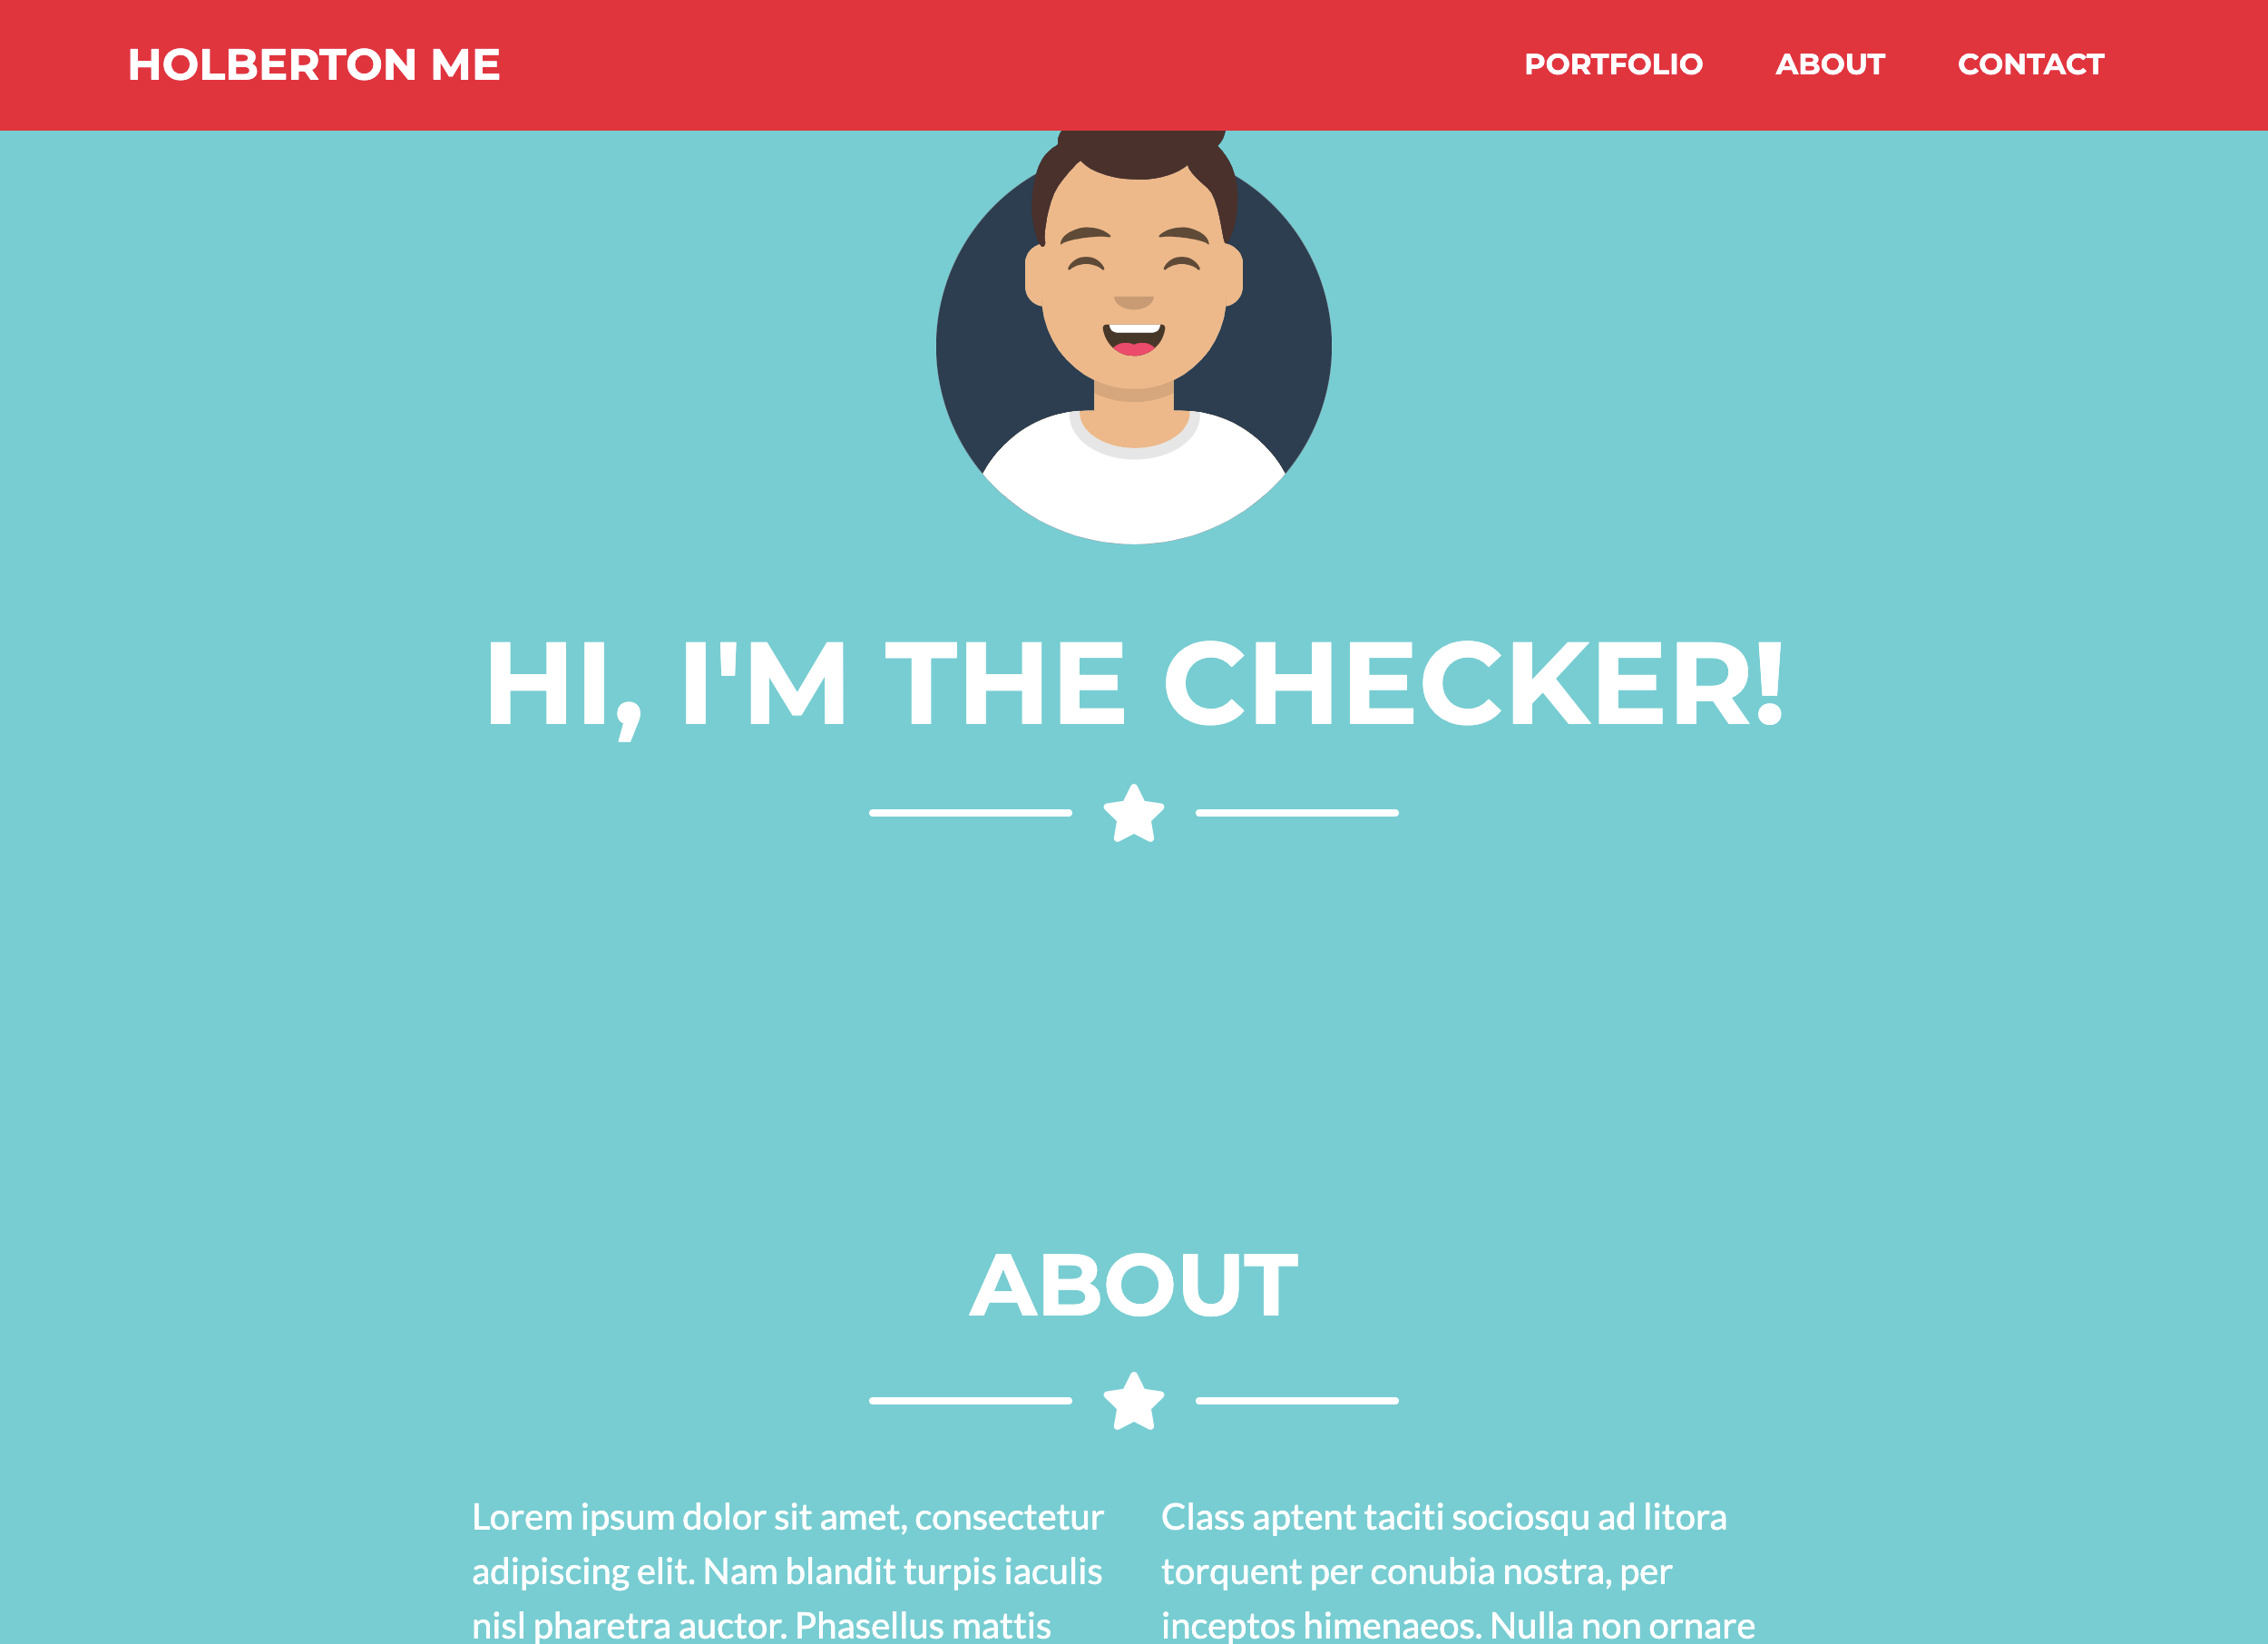 HOLBERTON ME
PORTFOLIO ABOUT CONTACT
HI, I'M THE CHECKER!
ABOUT
Lorem ipsum dolor sit amet, consectetur
adipiscing elit. Nam blandit turpis iaculis
nisl pharetra auctor. Phasellus mattis
Class aptent taciti sociosqu ad litora
torquent per conubia nostra, per
inceptos himenaeos. Nulla non ornare